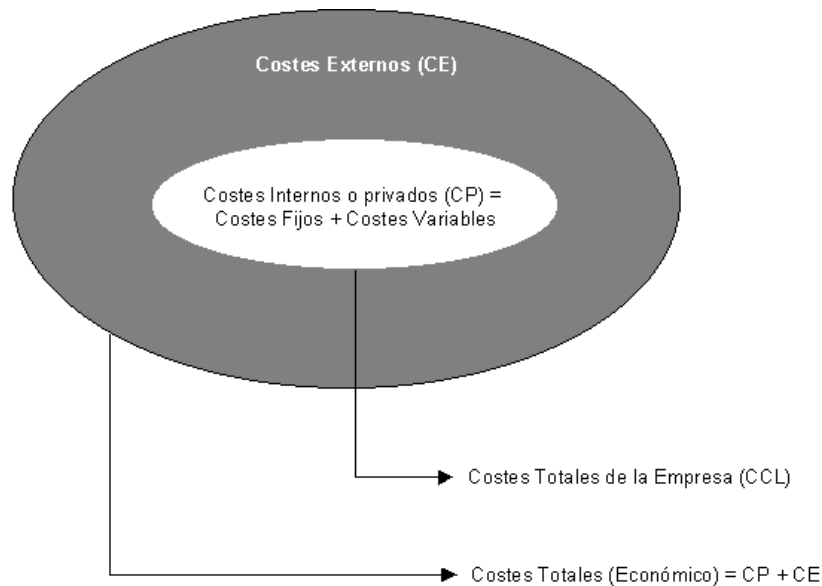 Costes Externos (CE)
Costes Internos o privados (CP) =
Costes Fijos + Costes Variables
Costes Totales de la Empresa (CCL)
Costes Totales (Económico) = CP + CE